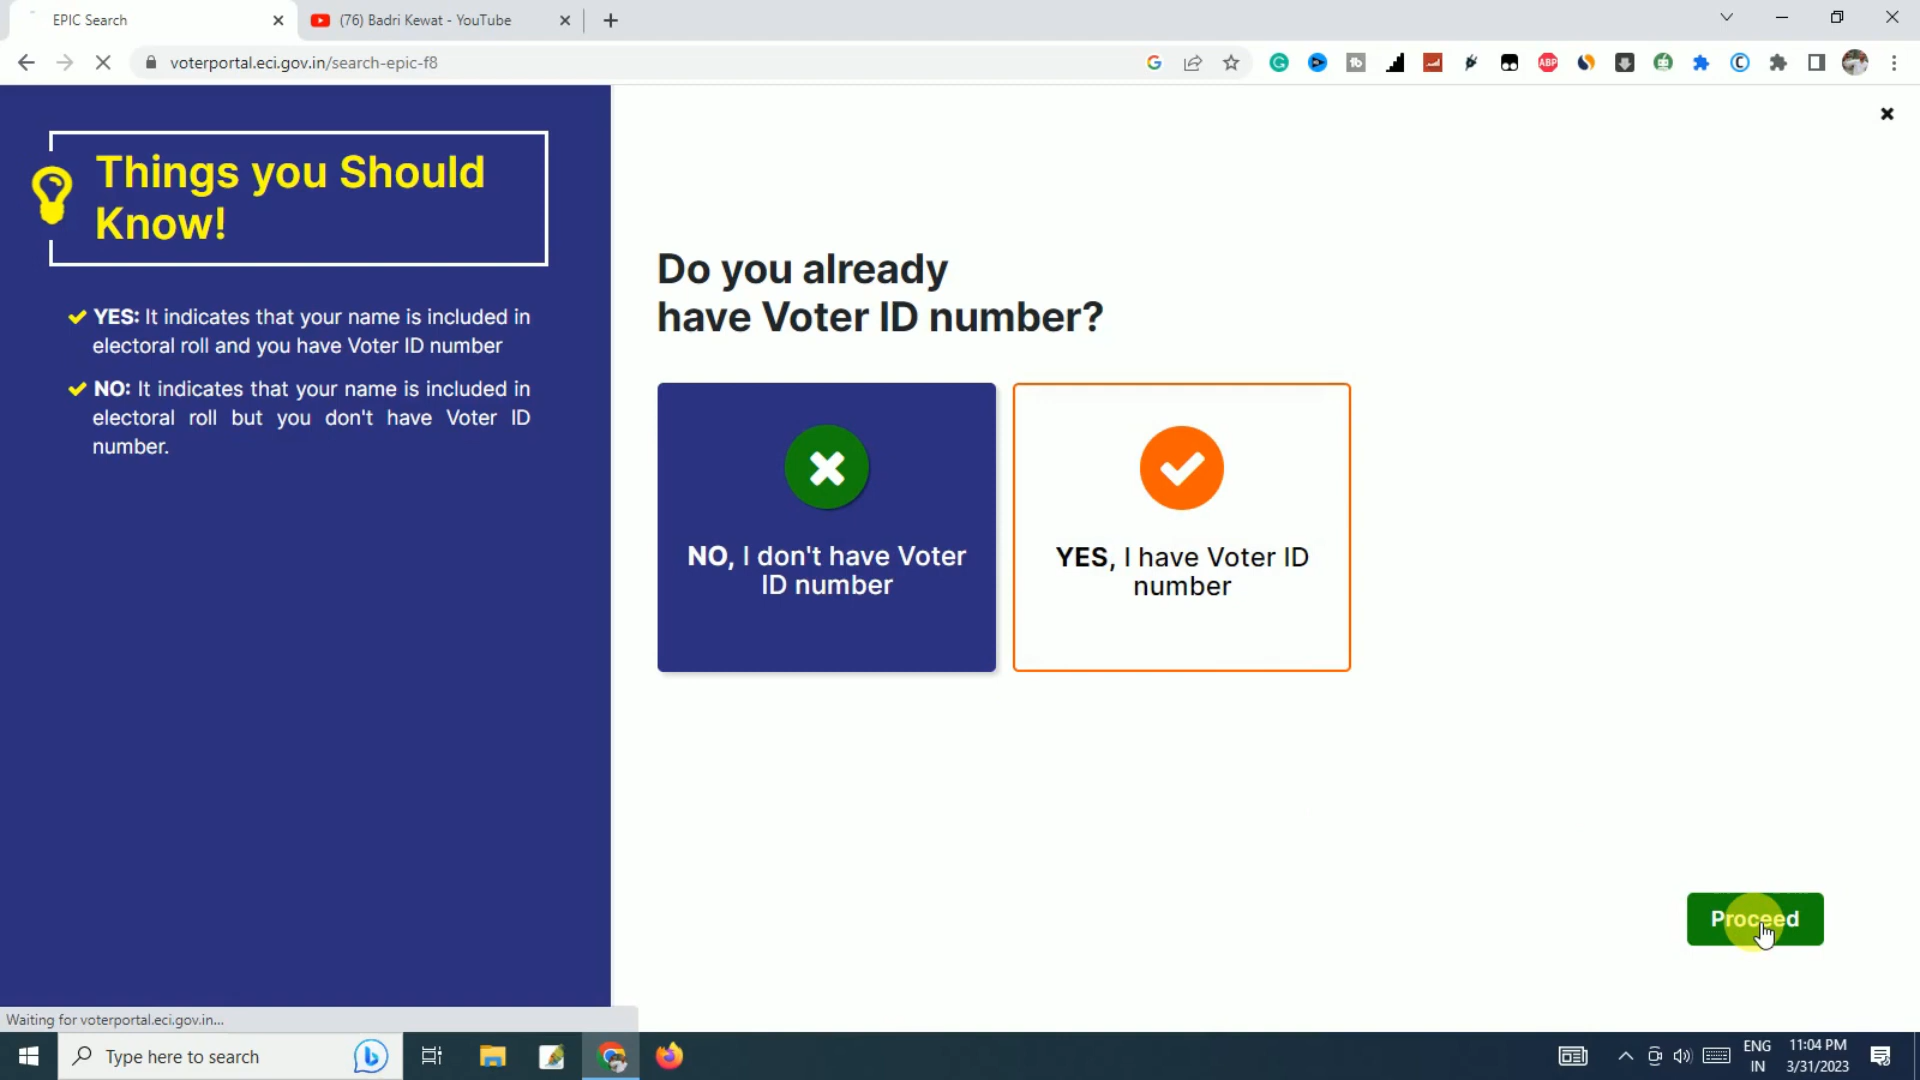 EPIC Search
(76) Badri Kewat - YouTube
voterportal.eci.gov.in/search-epic-f8
ABP
Things you Should
Know!
YES: It indicates that your name is included in
electoral roll and you have Voter ID number
NO: It indicates that your name is included in
electoral roll but you don't have Voter ID
number.
Do you already
have Voter ID number?
NO, I don't have Voter
ID number
YES, I have Voter ID
number
Proceed
Waiting for voterportal.eci.gov.in...
Type here to search
ENG
IN
11:04 PM
3/31/2023